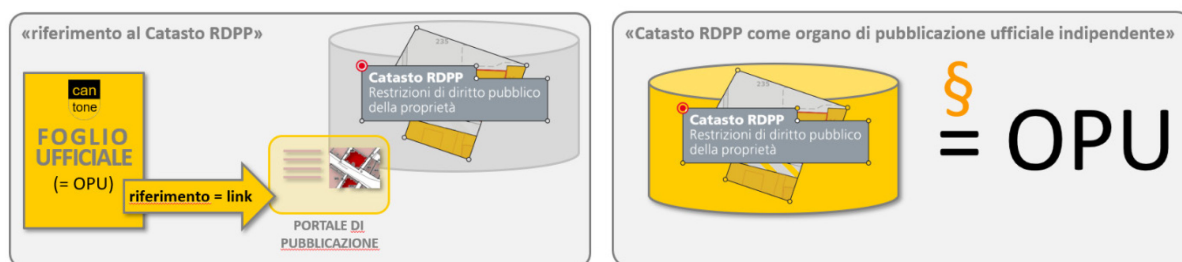 «riferimento al Catasto RDPP»
can
tone
FOGLIO
UFFICIALE
(= OPU)
riferimento = link
235
Catasto RDPP
Restrizioni di diritto pubblico
della proprietà
PORTALE DI
PUBBLICAZIONE
«Catasto RDPP come organo di pubblicazione ufficiale indipendente»
235
Catasto RDPP
Restrizioni di diritto pubblico
della proprietà
§
= OPU